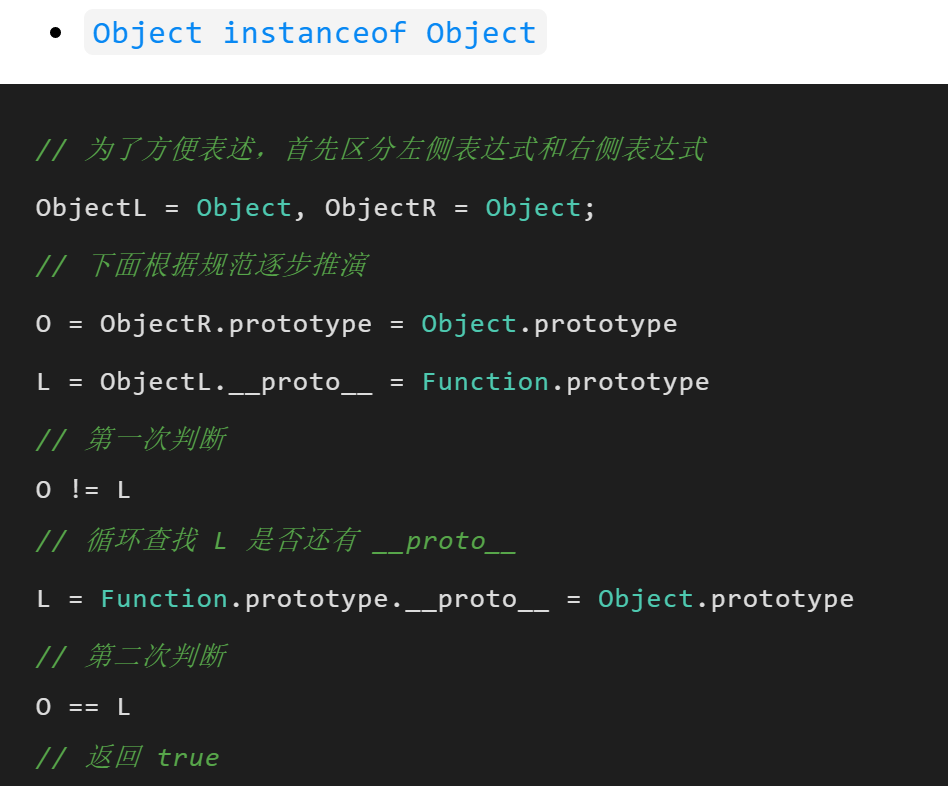 Object instanceof Object
// 为了方便表述，首先区分左侧表达式和右侧表达式
ObjectL = Object, ObjectR = Object;
// 下面根据规范逐步推演
O = ObjectR.prototype = Object.prototype
L = ObjectL.__proto__ = Function.prototype
// 第一次判断
O != L
// 循环查找 L 是否还有 __proto__
L = Function.prototype.__proto__ = Object.prototype
// 第二次判断
O == L
// 返回 true